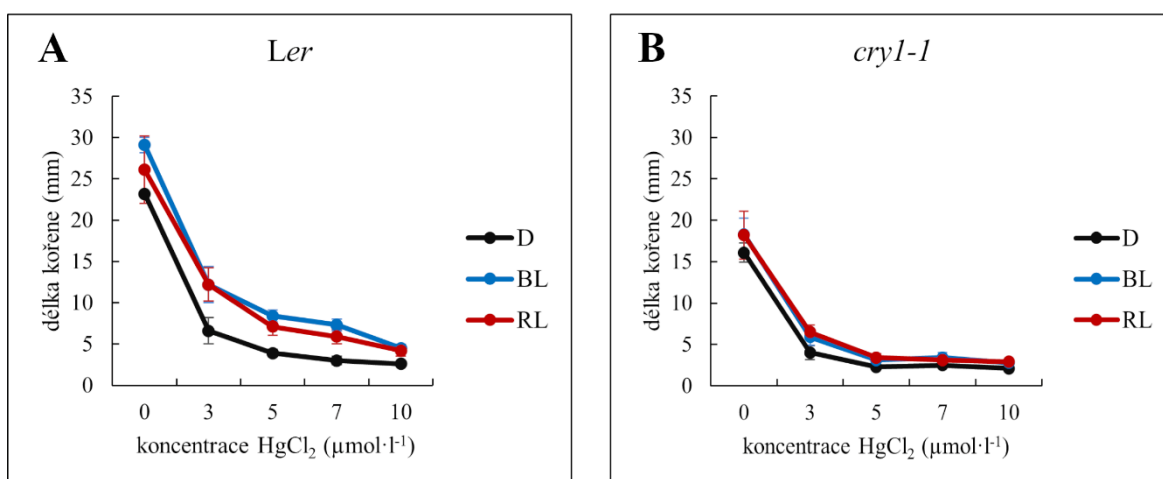 A
Ler
délka kořene (mm)
35
30
25
20
15
10
5
0
0 3 5 7 10
koncentrace HgCl₂ (µmol·l⁻¹)
D
BL
RL
B
cry1-1
délka kořene (mm)
35
30
25
20
15
10
5
0
0 3 5 7 10
koncentrace HgCl₂ (µmol·l⁻¹)
D
BL
RL